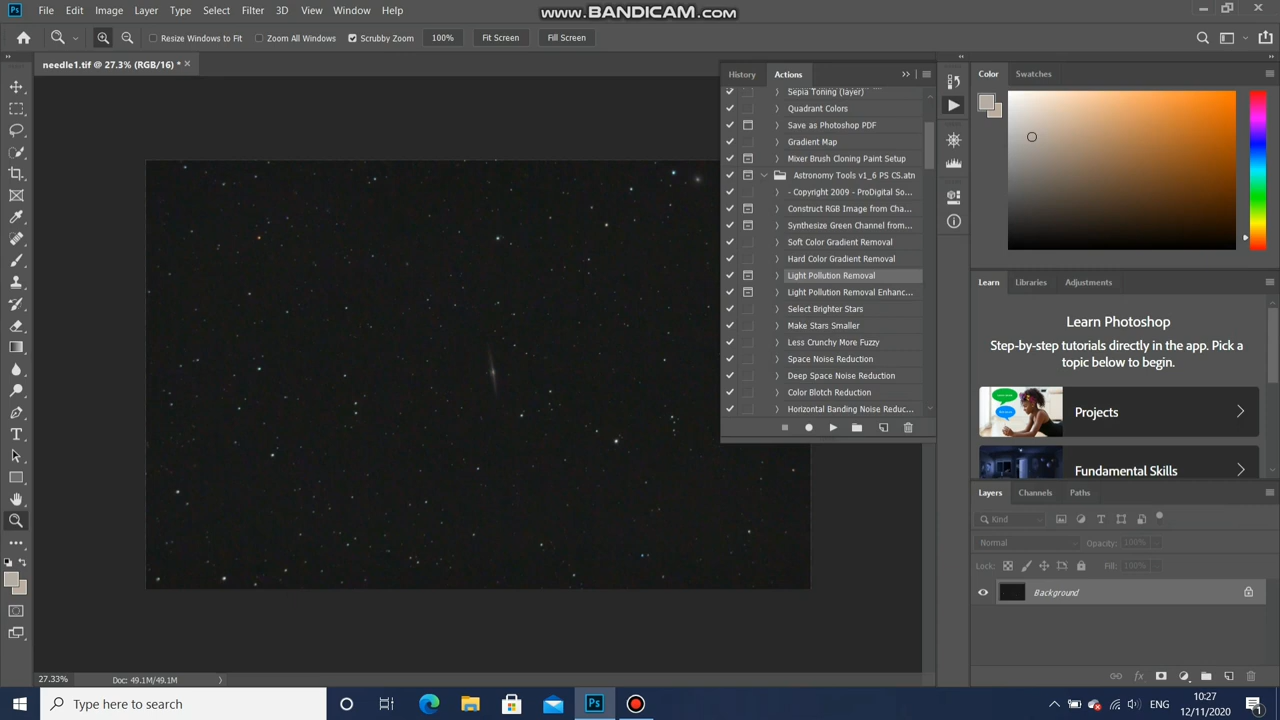 Ps File Edit Image Layer Type Select Filter 3D View Window Help
www.BANDICAM.com
Resize Windows to Fit Zoom All Windows Scrubby Zoom 100% Fit Screen Fill Screen
needle1.tif @ 27.3% (RGB/16) *
History Actions
Sepia Toning (layer)
Quadrant Colors
Save as Photoshop PDF
Gradient Map
Mixer Brush Cloning Paint Setup
Astronomy Tools v1_6 PS CS.atn
- Copyright 2009 - ProDigital So...
Construct RGB Image from Cha...
Synthesize Green Channel from...
Soft Color Gradient Removal
Hard Color Gradient Removal
Light Pollution Removal
Light Pollution Removal Enhanc...
Select Brighter Stars
Make Stars Smaller
Less Crunchy More Fuzzy
Space Noise Reduction
Deep Space Noise Reduction
Color Blotch Reduction
Horizontal Banding Noise Reduc...
Color Swatches
Learn Libraries Adjustments
Learn Photoshop
Step-by-step tutorials directly in the app. Pick a
topic below to begin.
Projects
Fundamental Skills
Layers Channels Paths
Kind
Normal Opacity: 100%
Lock: Fill: 100%
Background
27.33% Doc: 49.1M/49.1M
Type here to search
Ps
ENG
10:27
12/11/2020
1